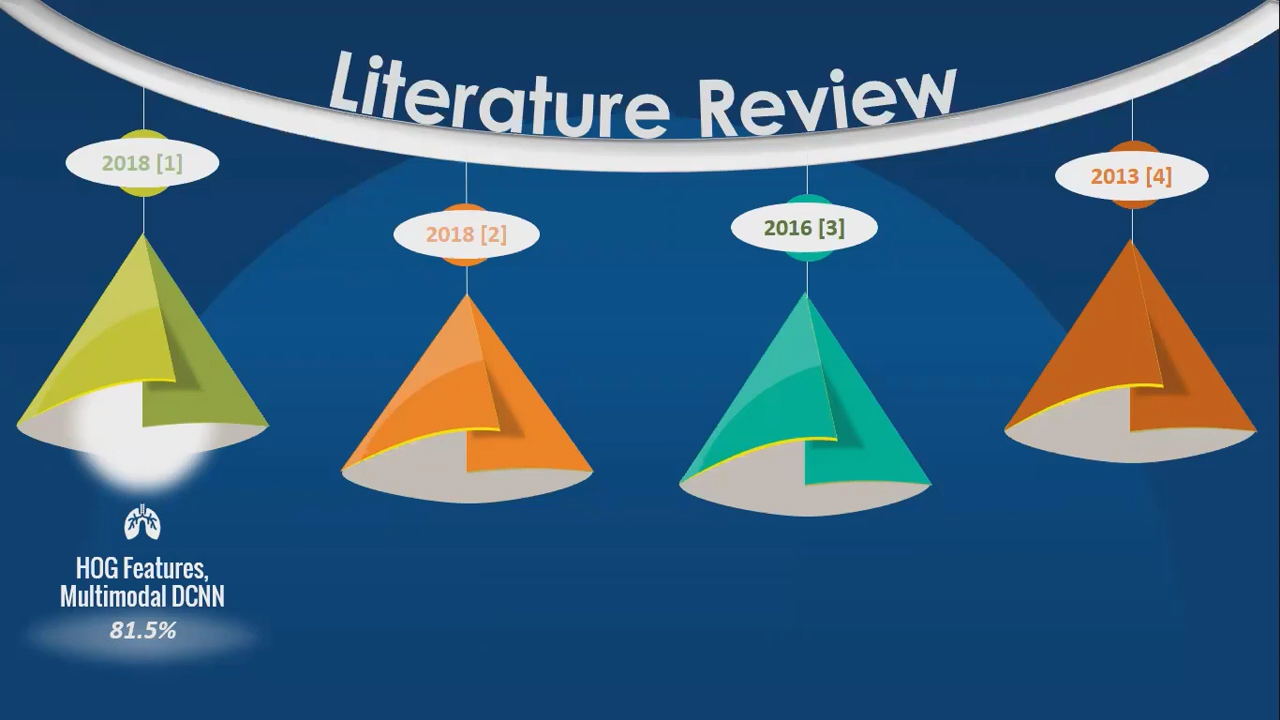 Literature Review
2018 [1]
2018 [2]
2016 [3]
2013 [4]
HOG Features,
Multimodal DCNN
81.5%